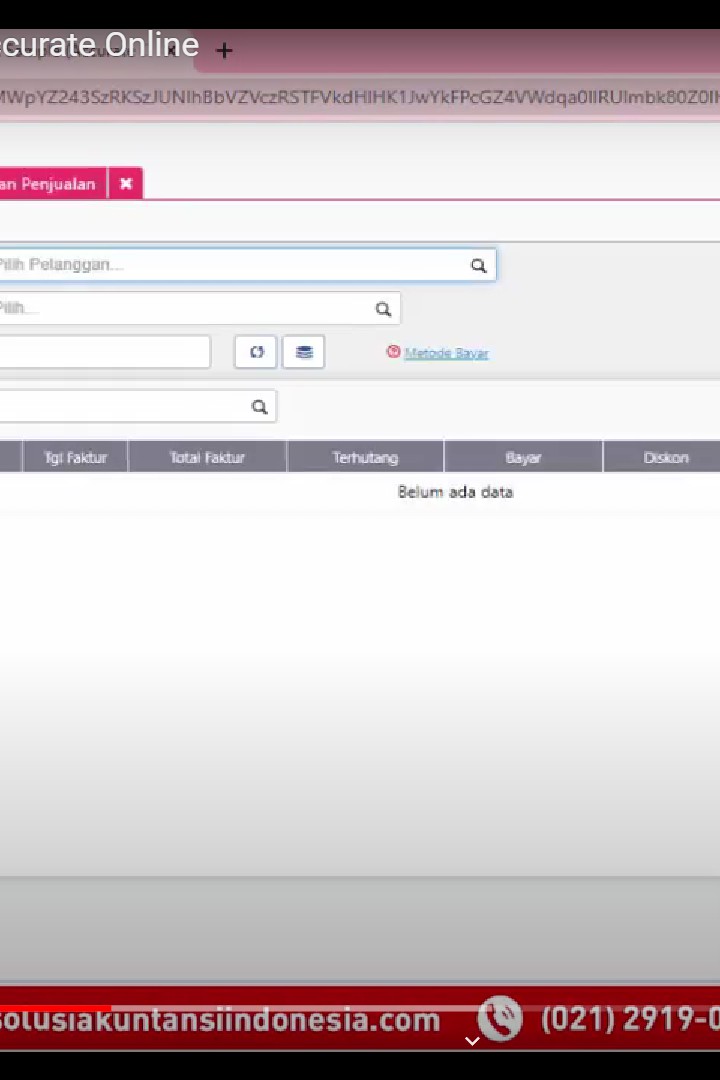 ccurate Online
an Penjualan
Pilih Pelanggan...
Pilih...
Metode Bayar
Tgl Faktur Total Faktur Terhutang Bayar Diskon
Belum ada data
solusiakuntansiindonesia.com (021) 2919-0